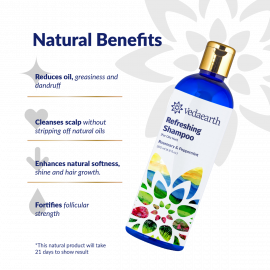 Natural Benefits
Reduces oil, greasiness and
dandruff
Cleanses scalp without
stripping off natural oils
Enhances natural softness,
shine and hair growth.
Fortifies follicular
strength
*This natural product will take
21 days to show result
vedaearth
Refreshing
Shampoo
Rosemary & Peppermint